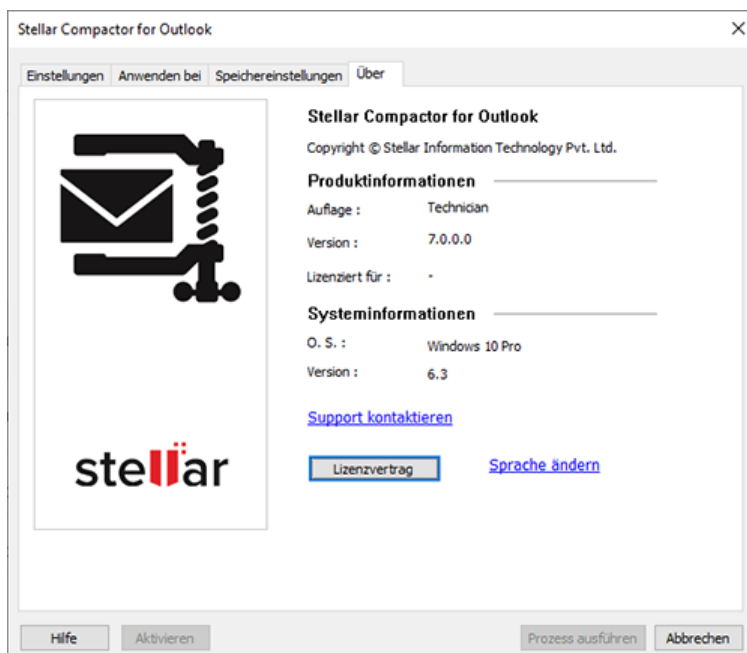 Stellar Compactor for Outlook
Einstellungen Anwenden bei Speichereinstellungen Über
Stellar Compactor for Outlook
Copyright © Stellar Information Technology Pvt. Ltd.
Produktinformationen
Auflage : Technician
Version : 7.0.0.0
Lizenziert für : -
Systeminformationen
O. S. : Windows 10 Pro
Version : 6.3
Support kontaktieren
Lizenzvertrag Sprache ändern
stellar
Hilfe Aktivieren Prozess ausführen Abbrechen